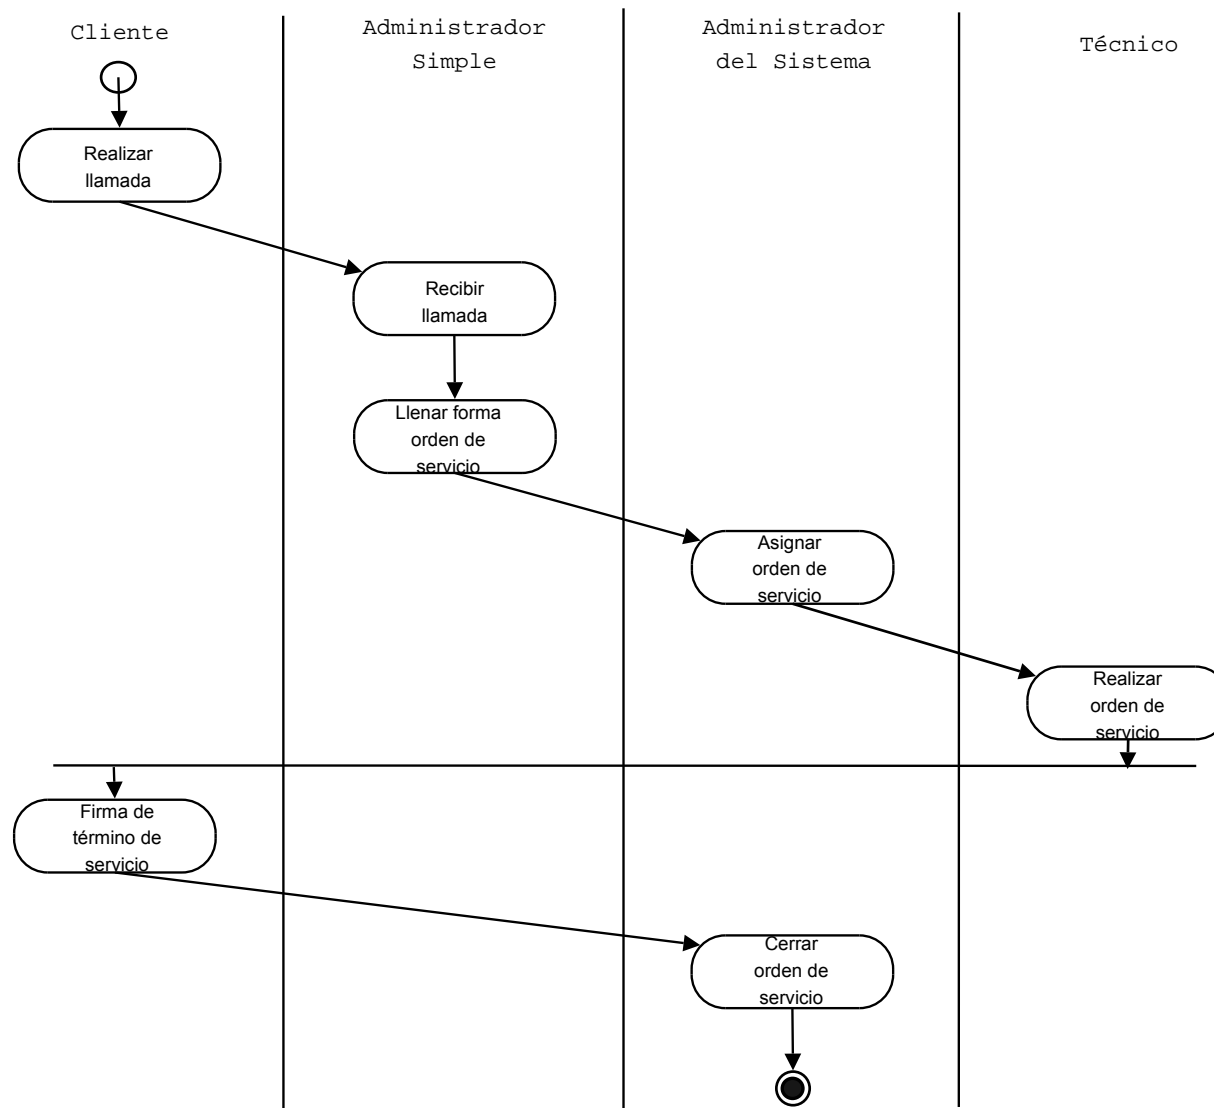 Cliente
Administrador
Simple
Administrador
del Sistema
Técnico
Realizar
llamada
Recibir
llamada
Llenar forma
orden de
servicio
Asignar
orden de
servicio
Realizar
orden de
servicio
Firma de
término de
servicio
Cerrar
orden de
servicio